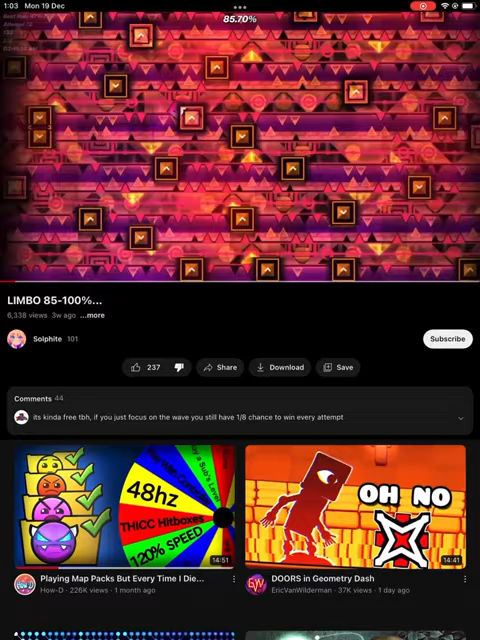 1:03 Mon 19 Dec
85.70%
LIMBO 85-100%...
6,338 views 3w ago ...more
Solphite 101
Subscribe
237
Share
Download
Save
Comments 44
its kinda free tbh, if you just focus on the wave you still have 1/8 chance to win every attempt
48hz
THICC Hitboxes
120% SPEED
14:51
OH NO
14:41
Playing Map Packs But Every Time I Die...
How-D · 226K views · 1 month ago
DOORS in Geometry Dash
EricVanWilderman · 37K views · 1 day ago